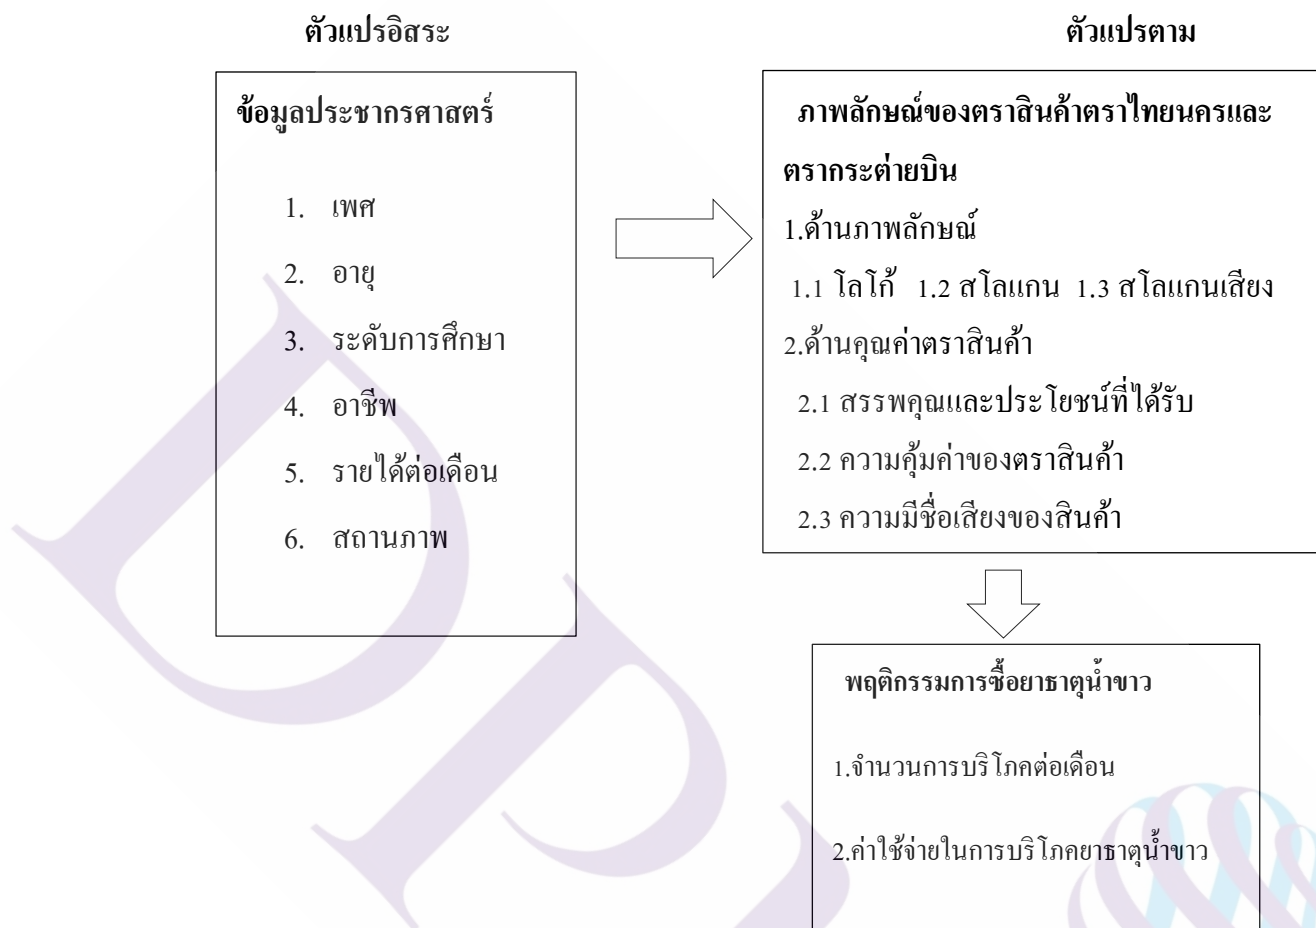 ตัวแปรอิสระ
ตัวแปรตาม
ข้อมูลประชากรศาสตร์
1. เพศ
2. อายุ
3. ระดับการศึกษา
4. อาชีพ
5. รายได้ต่อเดือน
6. สถานภาพ
ภาพลักษณ์ของตราสินค้าตราไทยนครและ
ตรากระต่ายบิน
1.ด้านภาพลักษณ์
1.1 โลโก้ 1.2 สโลแกน 1.3 สโลแกนเสียง
2.ด้านคุณค่าตราสินค้า
2.1 สรรพคุณและประโยชน์ที่ได้รับ
2.2 ความคุ้มค่าของตราสินค้า
2.3 ความมีชื่อเสียงของสินค้า
พฤติกรรมการซื้อยาธาตุน้ำขาว
1.จำนวนการบริโภคต่อเดือน
2.ค่าใช้จ่ายในการบริโภคยาธาตุน้ำขาว
DP